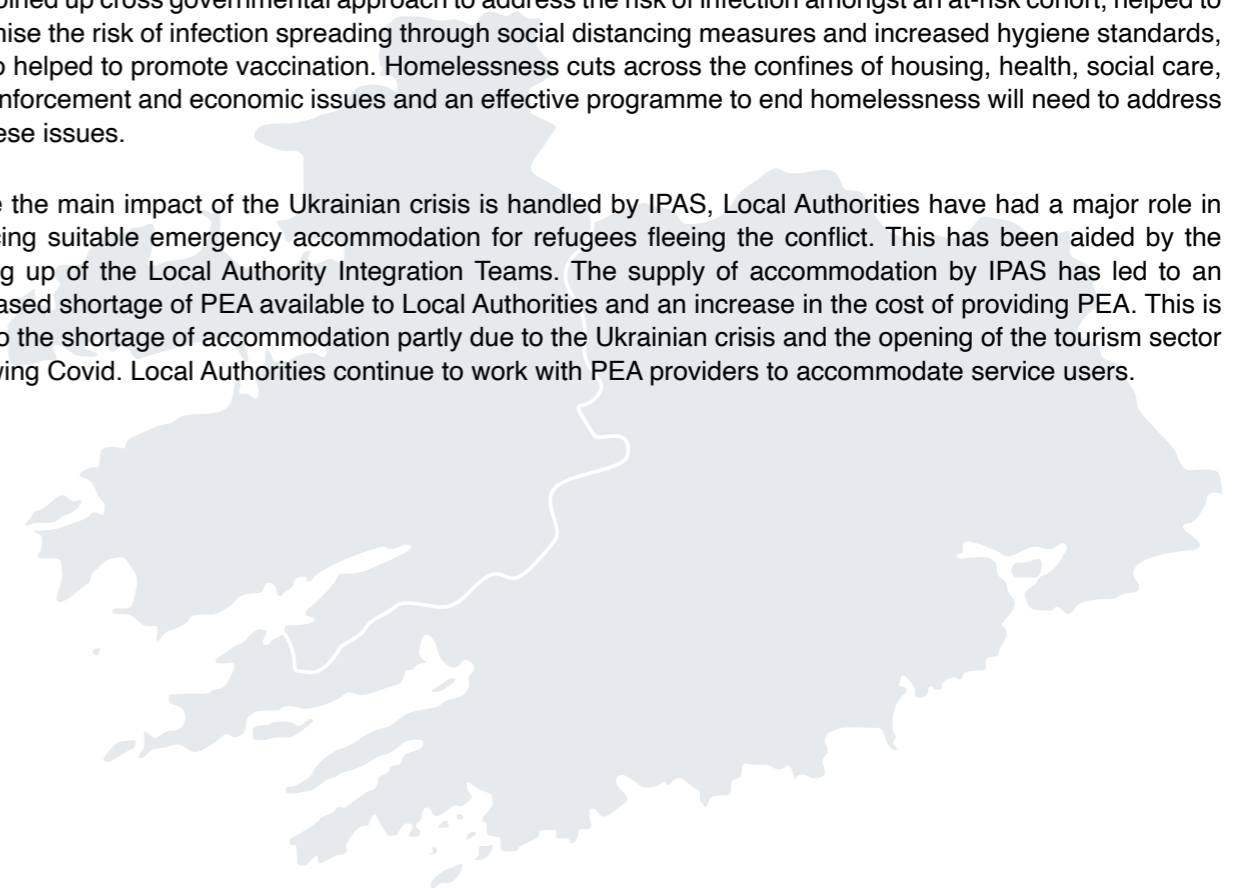 oined up cross governmental approach to address the risk of infection amongst an at-risk cohort, helped to
nise the risk of infection spreading through social distancing measures and increased hygiene standards,
o helped to promote vaccination. Homelessness cuts across the confines of housing, health, social care,
nforcement and economic issues and an effective programme to end homelessness will need to address
ese issues.
e the main impact of the Ukrainian crisis is handled by IPAS, Local Authorities have had a major role in
cing suitable emergency accommodation for refugees fleeing the conflict. This has been aided by the
g up of the Local Authority Integration Teams. The supply of accommodation by IPAS has led to an
ased shortage of PEA available to Local Authorities and an increase in the cost of providing PEA. This is
o the shortage of accommodation partly due to the Ukrainian crisis and the opening of the tourism sector
ving Covid. Local Authorities continue to work with PEA providers to accommodate service users.